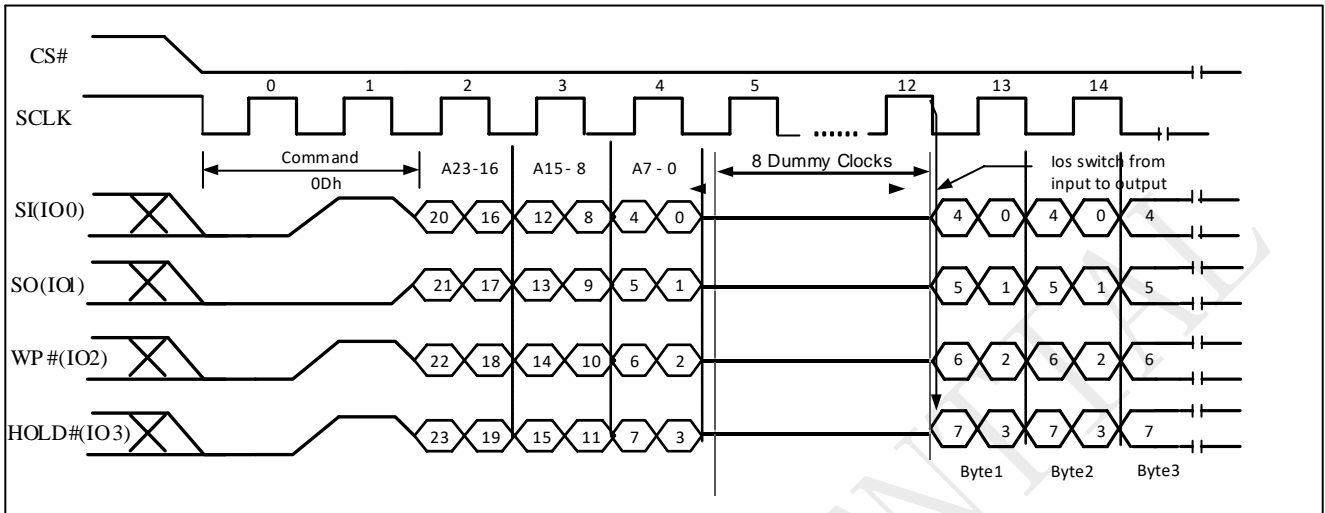 CS#
0 1 2 3 4 5 12 13 14
SCLK
Command
0Dh
A23-16 A15-8 A7-0
8 Dummy Clocks
Ios switch from
input to output
SI(IO0) 20 16 12 8 4 0 4 0 4 0 4
SO(IO1) 21 17 13 9 5 1 5 1 5 1 5
WP#(IO2) 22 18 14 10 6 2 6 2 6 2 6
HOLD#(IO3) 23 19 15 11 7 3 7 3 7 3 7
Byte1 Byte2 Byte3